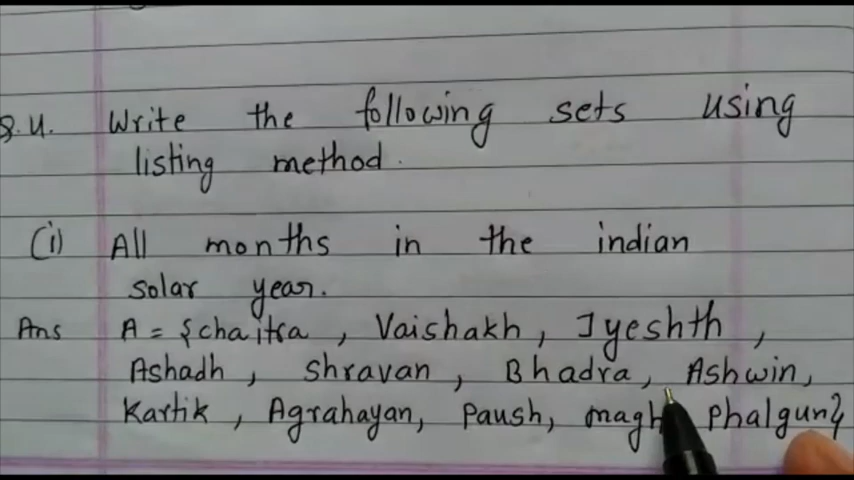 Q.4. Write the following sets using
listing method.
(i) All months in the indian
solar year.
Ans A = {chaitra, Vaishakh, Jyeshth,
Ashadh, Shravan, Bhadra, Ashwin,
Kartik, Agrahayan, Paush, magh Phalgun}